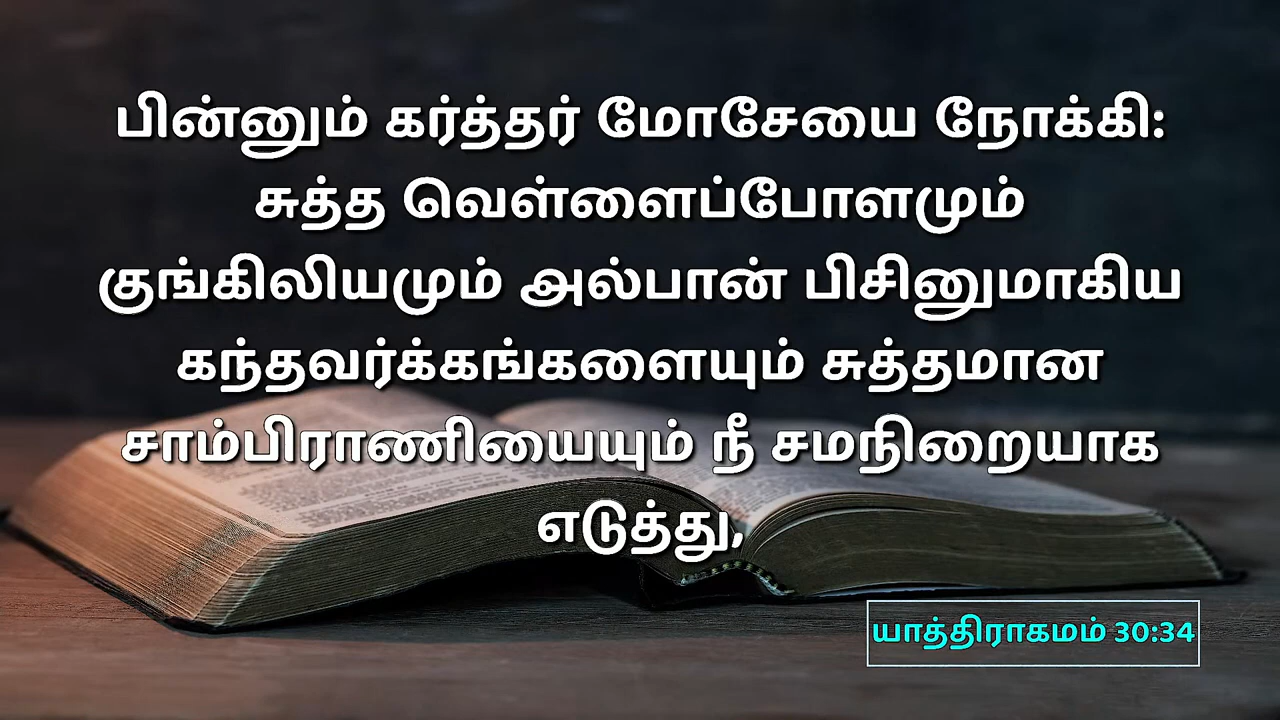 பின்னும் கர்த்தர் மோசேயை நோக்கி:
சுத்த வெள்ளைப்போளமும்
குங்கிலியமும் அல்பான் பிசினுமாகிய
கந்தவர்க்கங்களையும் சுத்தமான
சாம்பிராணியையும் நீ சமநிறையாக
எடுத்து,
யாத்திராகமம் 30:34